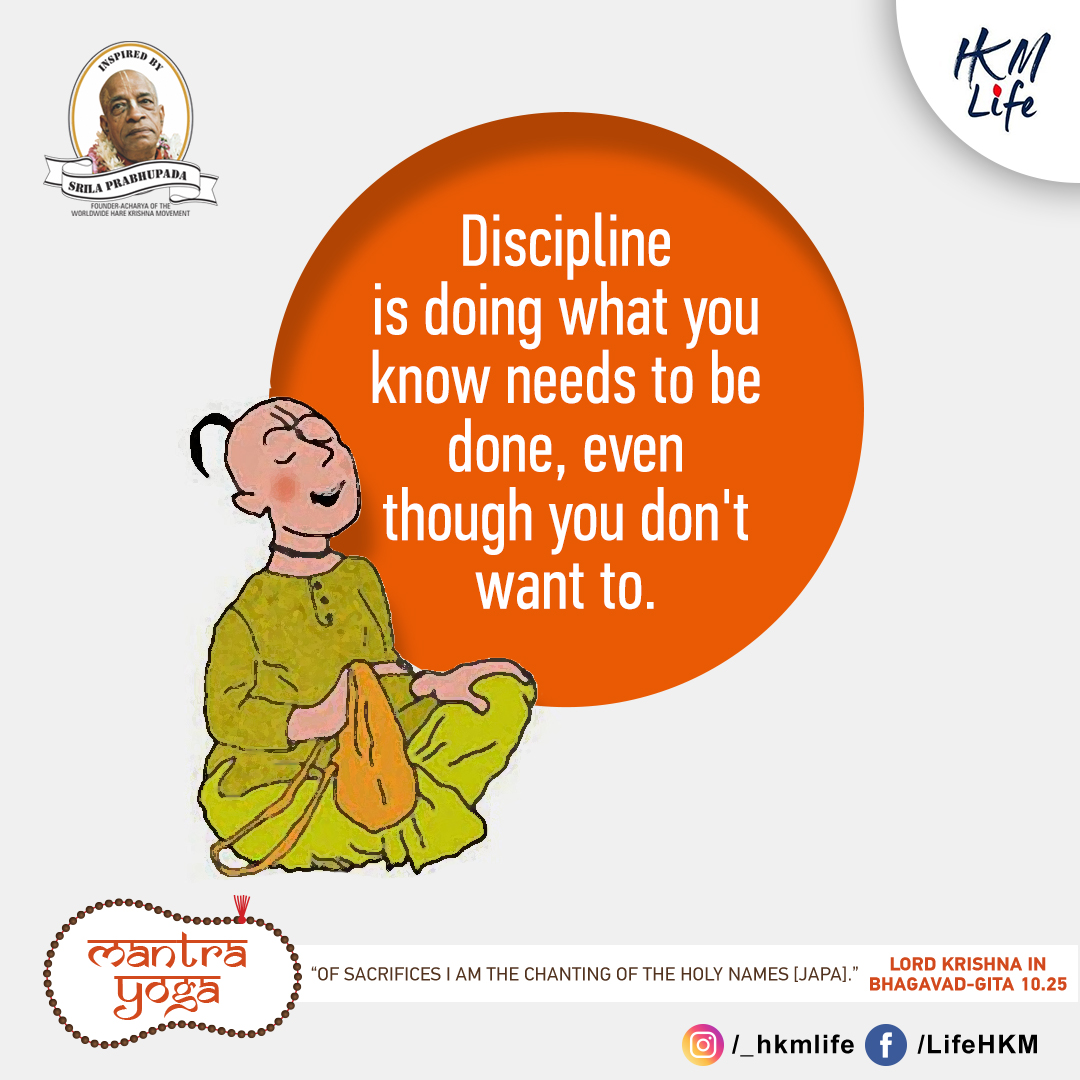 INSPIRED BY
SRILA PRABHUPADA
FOUNDER-ACHARYA OF THE
WORLDWIDE HARE KRISHNA MOVEMENT
HKM
Life
Discipline
is doing what you
know needs to be
done, even
though you don't
want to.
mantra
yoga
“OF SACRIFICES I AM THE CHANTING OF THE HOLY NAMES [JAPA].”
LORD KRISHNA IN
BHAGAVAD-GITA 10.25
/_hkmlife
/LifeHKM